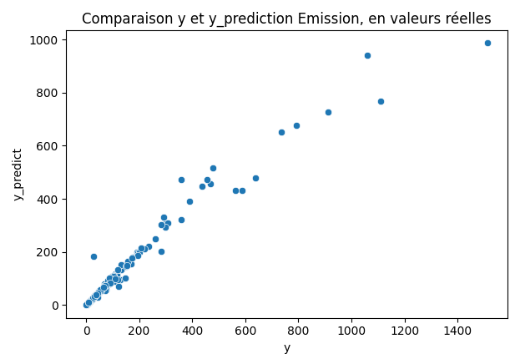 Comparaison y et y_prediction Emission, en valeurs réelles
1000
800
600
400
200
0
y_predict
0 200 400 600 800 1000 1200 1400
y